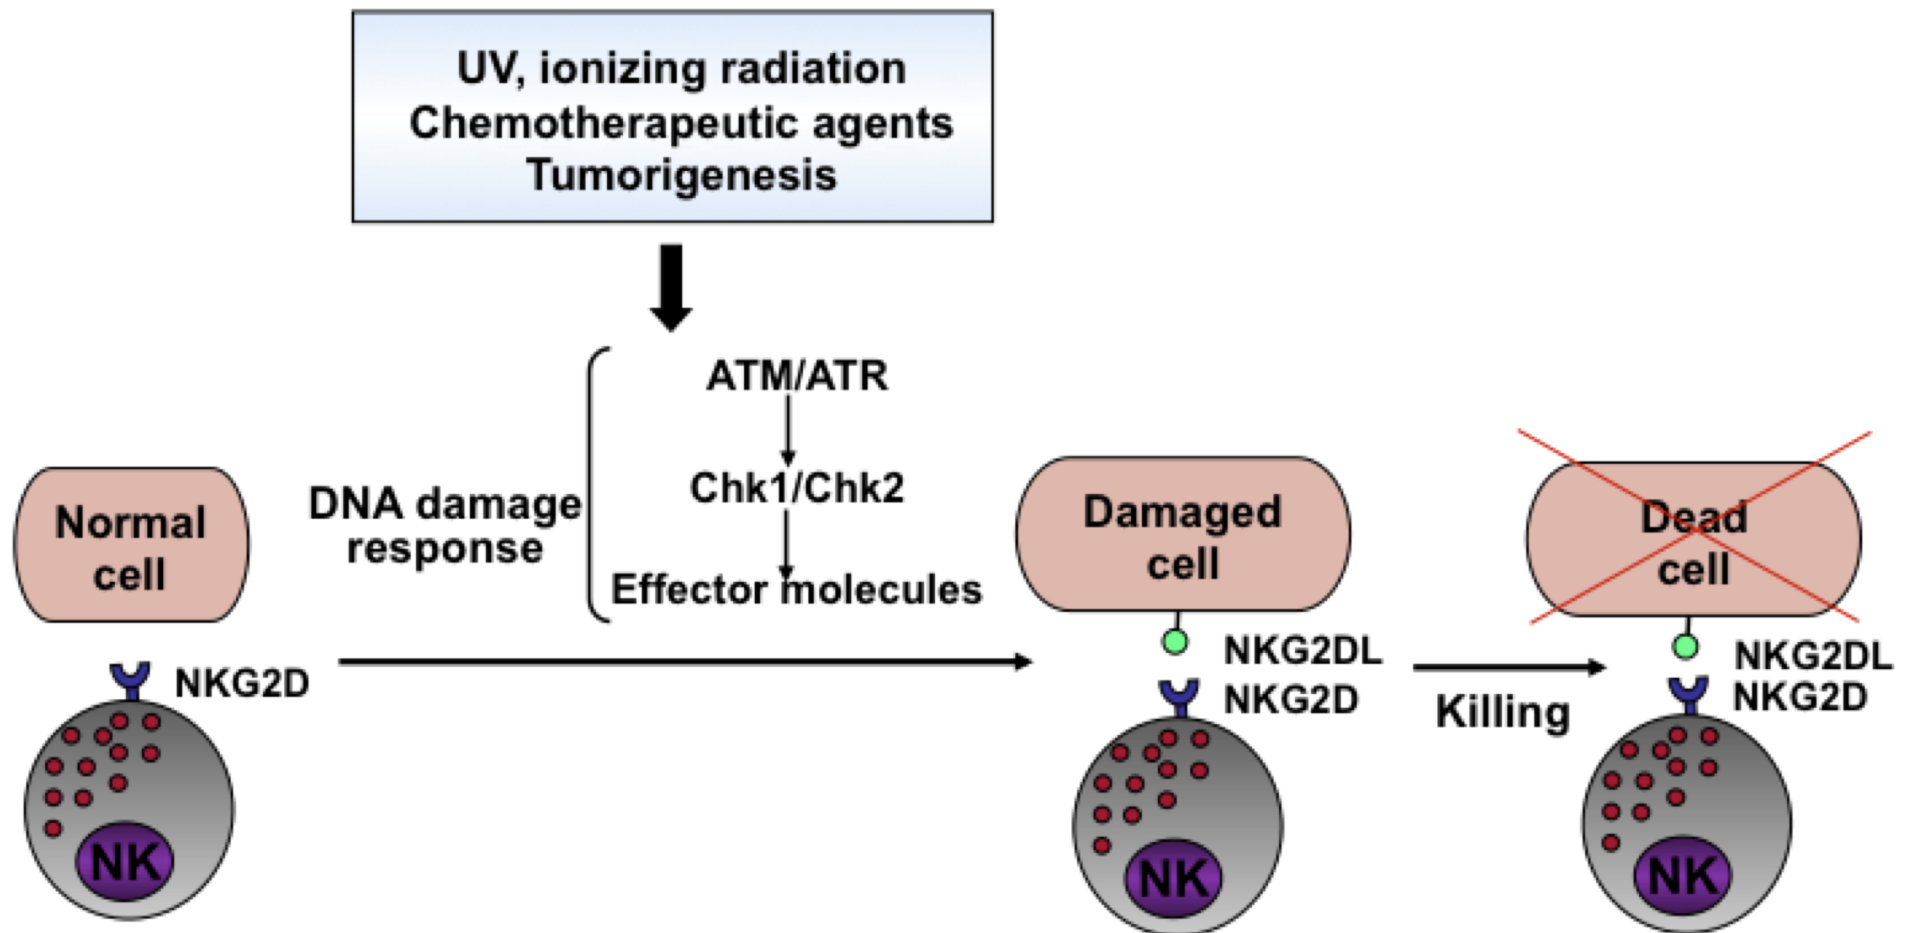 UV, ionizing radiation
Chemotherapeutic agents
Tumorigenesis
ATM/ATR
Chk1/Chk2
Effector molecules
DNA damage
response
Normal
cell
NKG2D
NK
Damaged
cell
NKG2DL
NKG2D
NK
Killing
Dead
cell
NKG2DL
NKG2D
NK